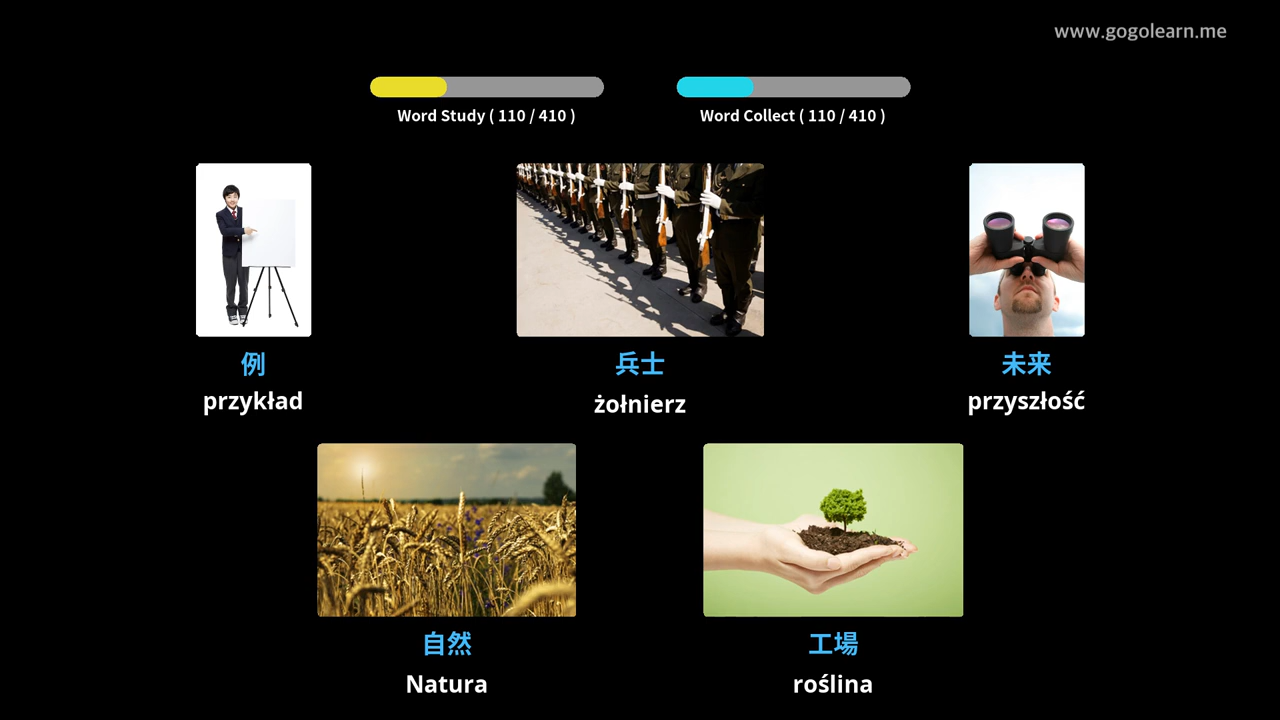 www.gogolearn.me
Word Study ( 110 / 410 )
Word Collect ( 110 / 410 )
例
przykład
兵士
żołnierz
未来
przyszłość
自然
Natura
工場
roślina